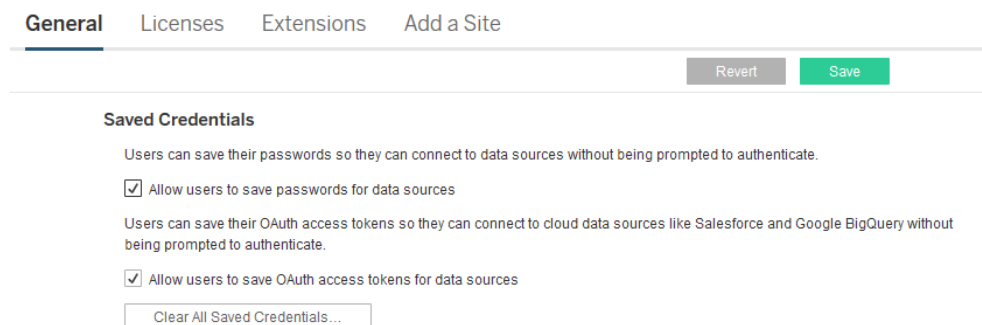 General Licenses Extensions Add a Site
Revert Save
Saved Credentials
Users can save their passwords so they can connect to data sources without being prompted to authenticate.
Allow users to save passwords for data sources
Users can save their OAuth access tokens so they can connect to cloud data sources like Salesforce and Google BigQuery without
being prompted to authenticate.
Allow users to save OAuth access tokens for data sources
Clear All Saved Credentials...